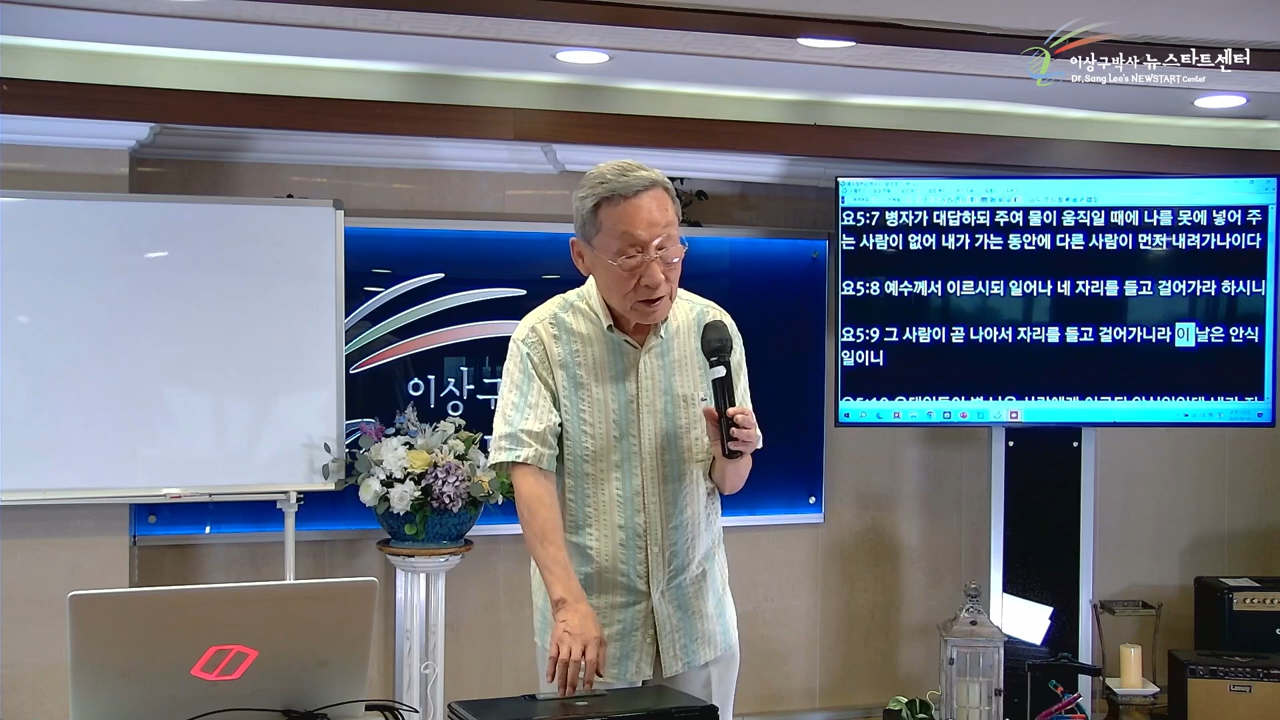 이상구박사 뉴스타트센터
Dr. Sang Lee's NEWSTART Center
요5:7 병자가 대답하되 주여 물이 움직일 때에 나를 못에 넣어 주
는 사람이 없어 내가 가는 동안에 다른 사람이 먼저 내려가나이다
요5:8 예수께서 이르시되 일어나 네 자리를 들고 걸어가라 하시니
요5:9 그 사람이 곧 나아서 자리를 들고 걸어가니라 이 날은 안식
일이니
이상구
Laney